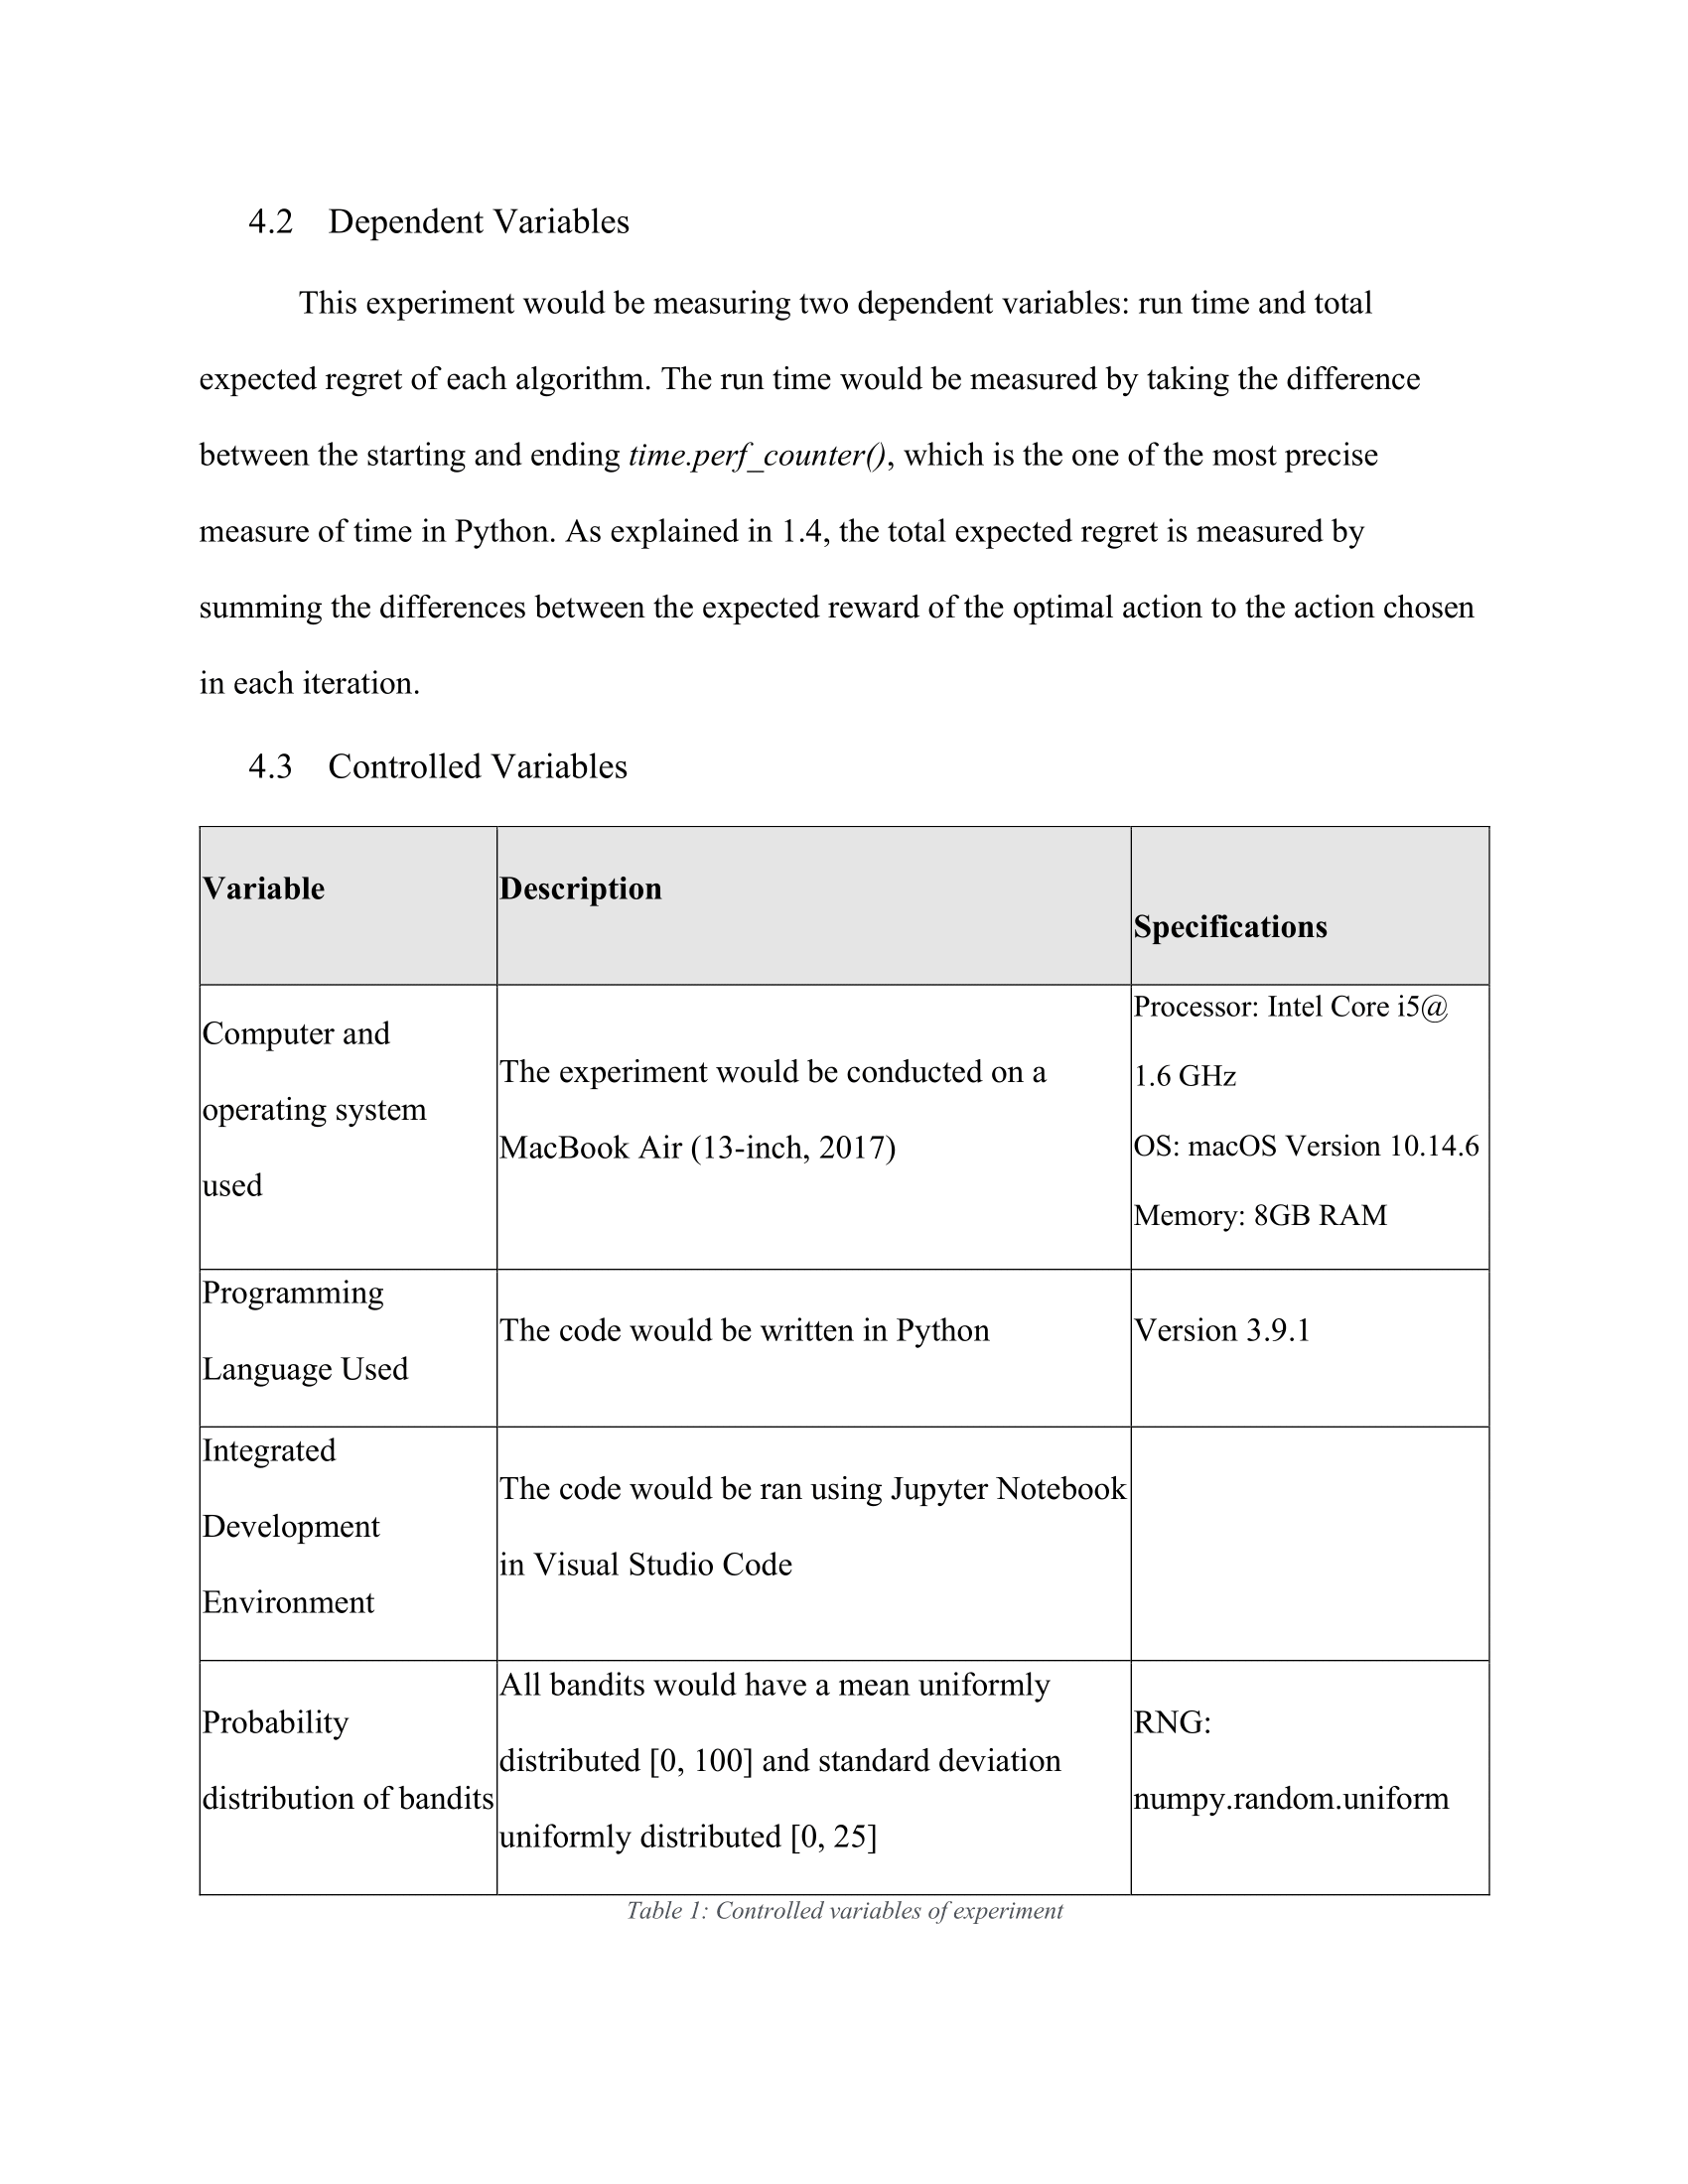 4.2 Dependent Variables
This experiment would be measuring two dependent variables: run time and total
expected regret of each algorithm. The run time would be measured by taking the difference
between the starting and ending time.perf_counter(), which is the one of the most precise
measure of time in Python. As explained in 1.4, the total expected regret is measured by
summing the differences between the expected reward of the optimal action to the action chosen
in each iteration.
4.3 Controlled Variables
Variable
Description
Specifications
Computer and
operating system
used
The experiment would be conducted on a
MacBook Air (13-inch, 2017)
Processor: Intel Core i5@
1.6 GHz
OS: macOS Version 10.14.6
Memory: 8GB RAM
Programming
Language Used
The code would be written in Python
Version 3.9.1
Integrated
Development
Environment
The code would be ran using Jupyter Notebook
in Visual Studio Code
Probability
distribution of bandits
All bandits would have a mean uniformly
distributed [0, 100] and standard deviation
uniformly distributed [0, 25]
RNG:
numpy.random.uniform
Table 1: Controlled variables of experiment